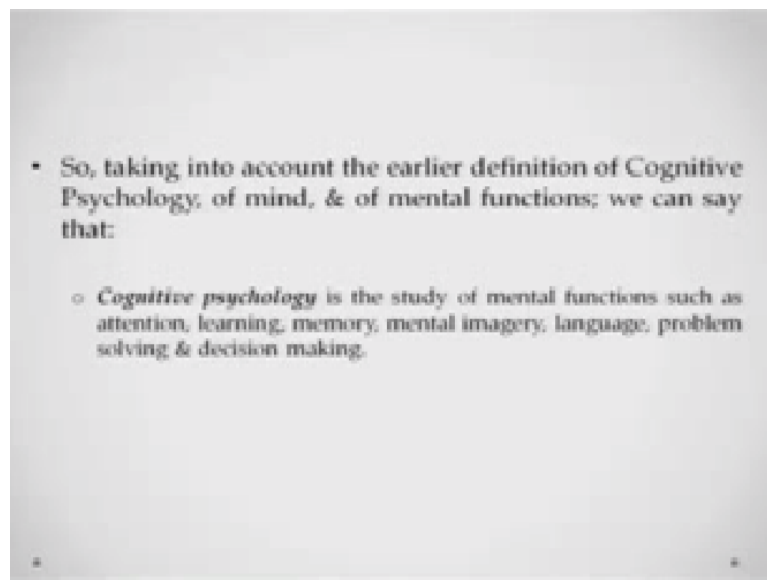 • So, taking into account the earlier definition of Cognitive
Psychology, of mind, & of mental functions; we can say
that:
○ Cognitive psychology is the study of mental functions such as
attention, learning, memory, mental imagery, language, problem
solving & decision making.